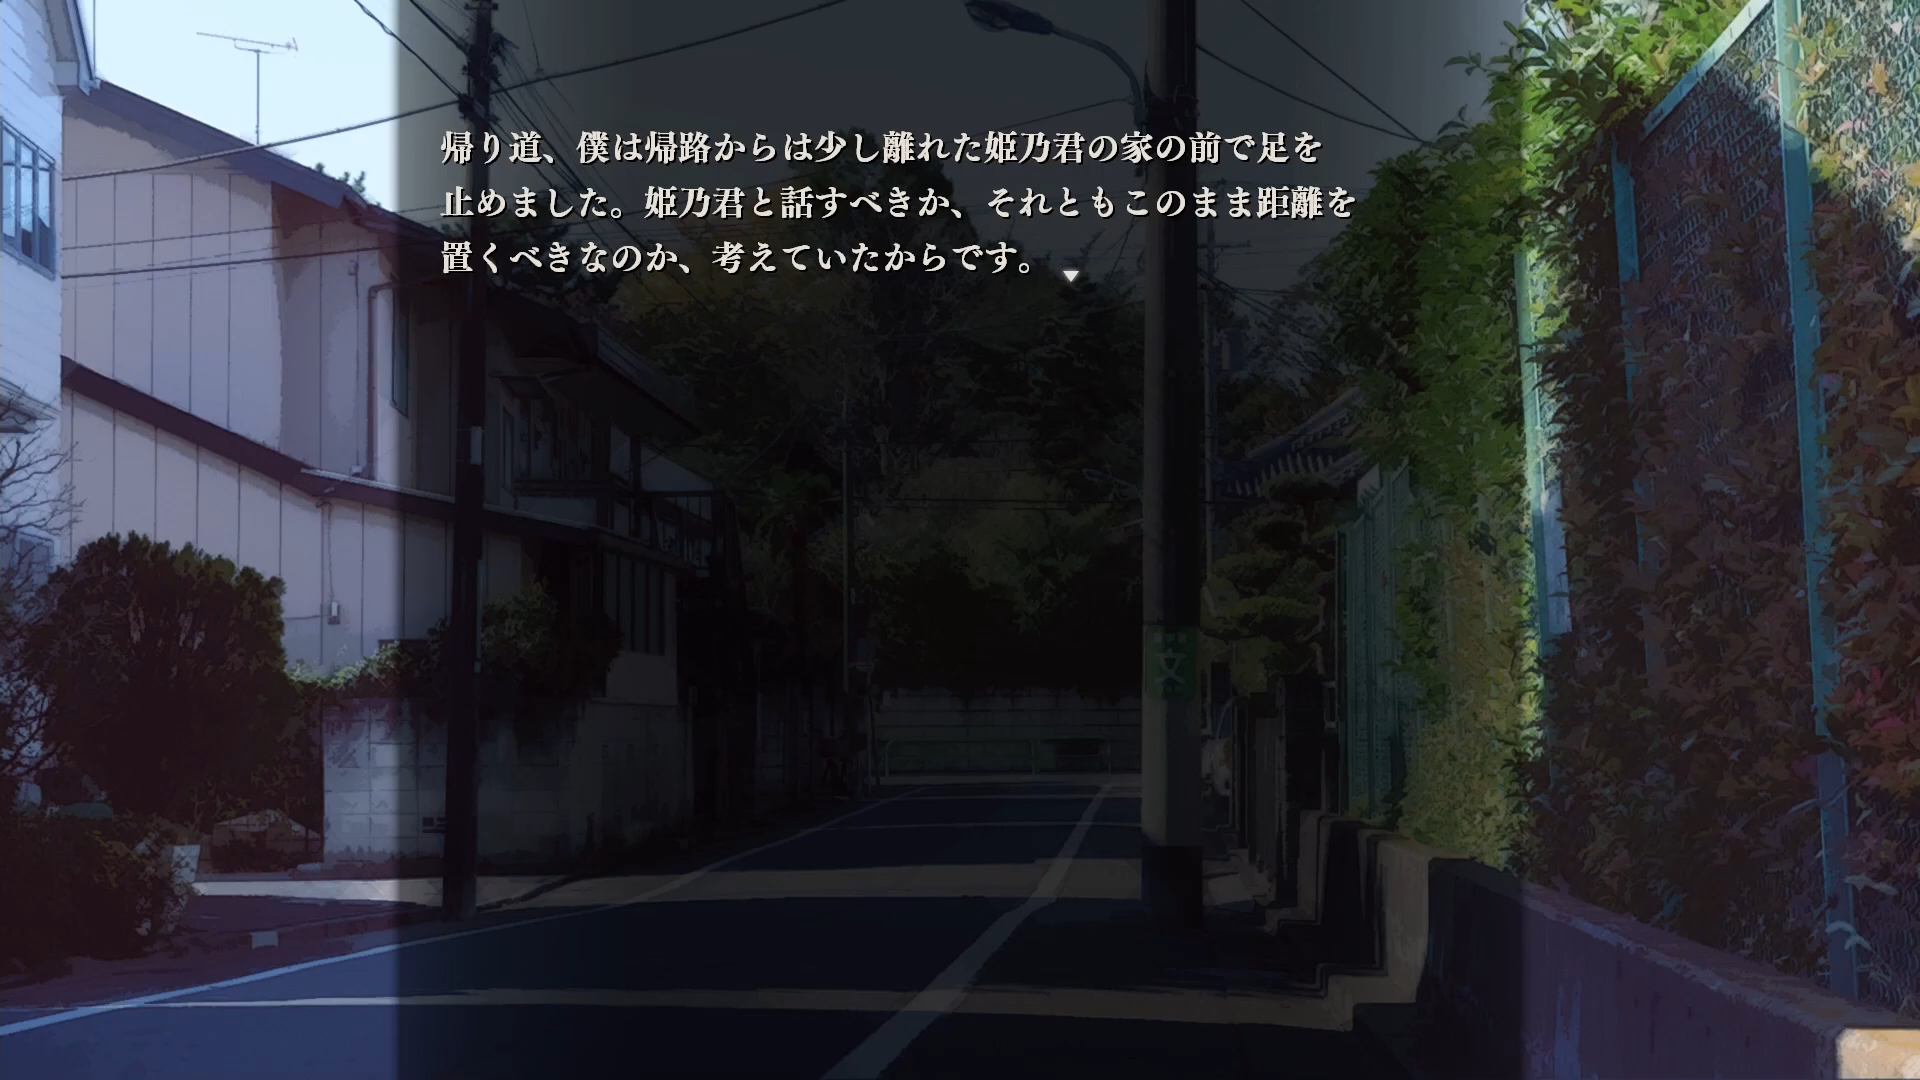 帰り道、僕は帰路からは少し離れた姫乃君の家の前で足を
止めました。姫乃君と話すべきか、それともこのまま距離を
置くべきなのか、考えていたからです。
文